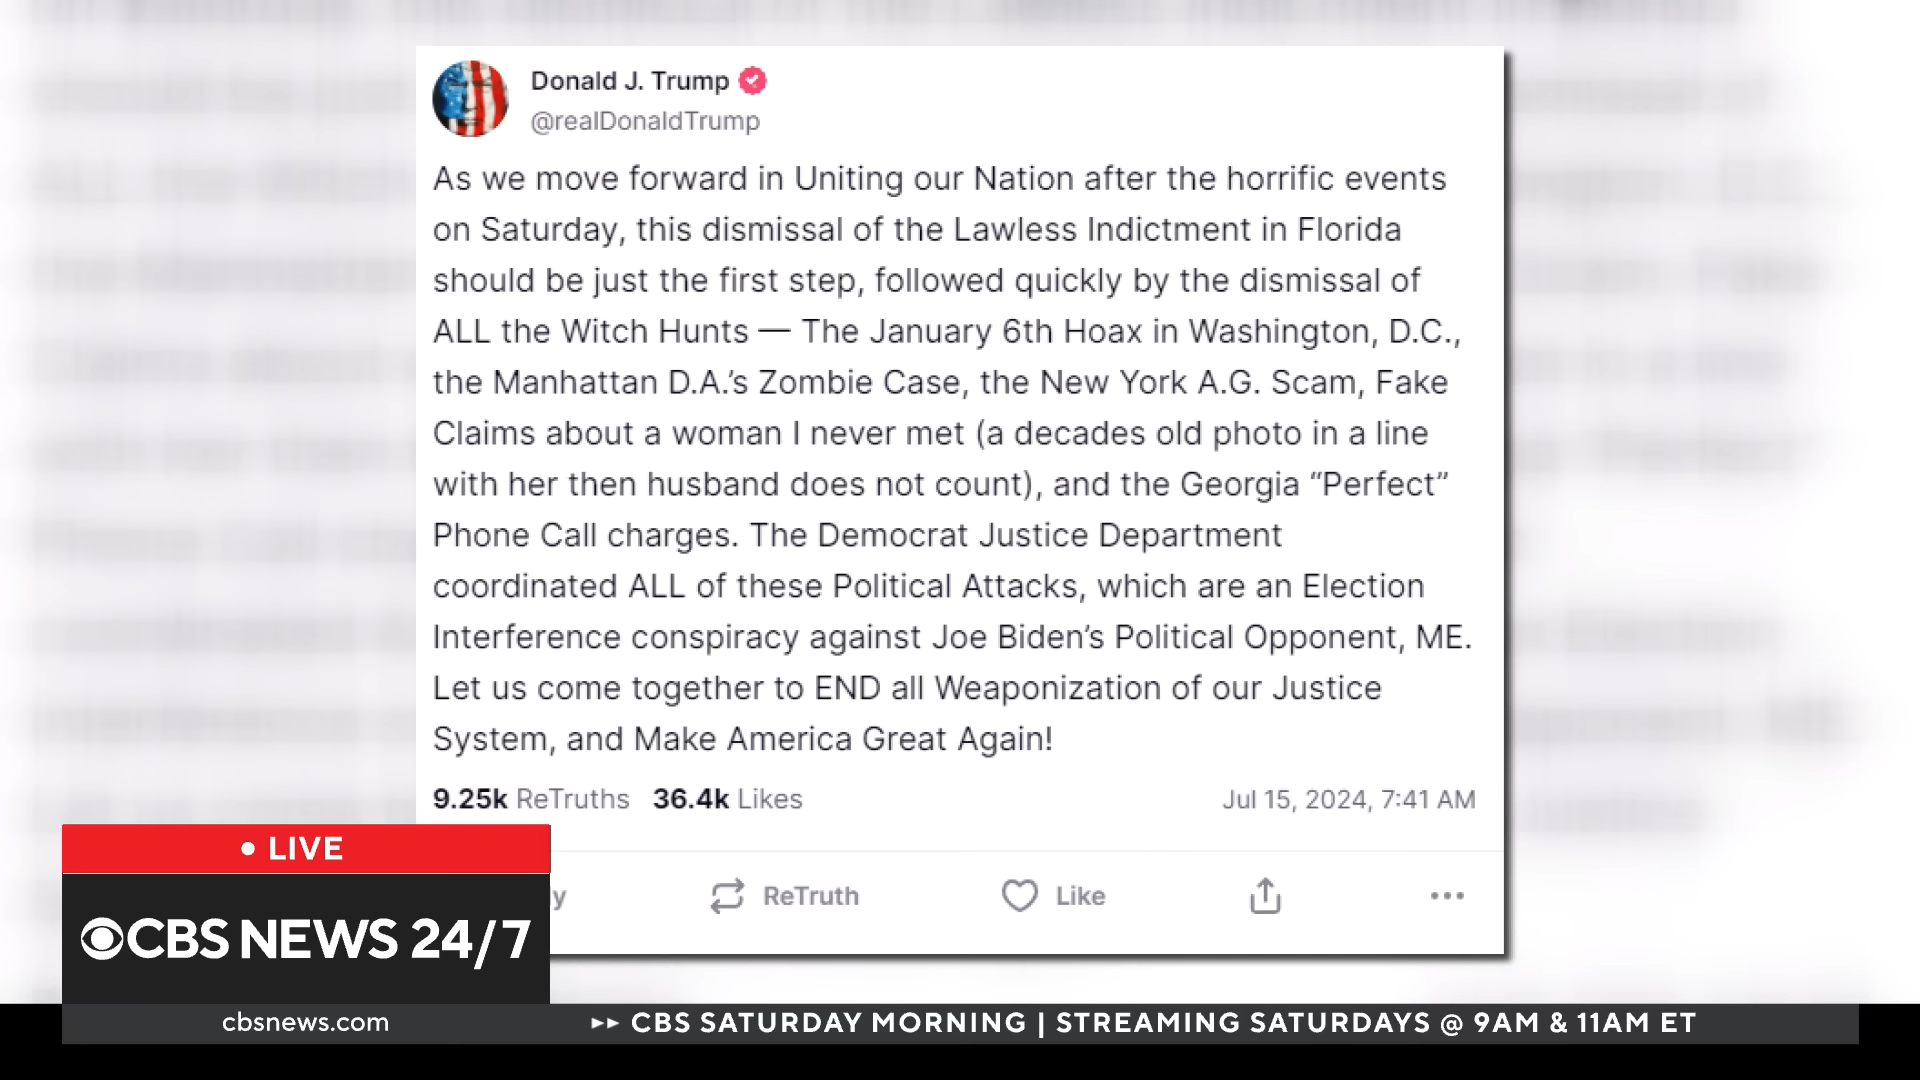 Donald J. Trump
@realDonaldTrump
As we move forward in Uniting our Nation after the horrific events
on Saturday, this dismissal of the Lawless Indictment in Florida
should be just the first step, followed quickly by the dismissal of
ALL the Witch Hunts — The January 6th Hoax in Washington, D.C.,
the Manhattan D.A.’s Zombie Case, the New York A.G. Scam, Fake
Claims about a woman I never met (a decades old photo in a line
with her then husband does not count), and the Georgia “Perfect”
Phone Call charges. The Democrat Justice Department
coordinated ALL of these Political Attacks, which are an Election
Interference conspiracy against Joe Biden’s Political Opponent, ME.
Let us come together to END all Weaponization of our Justice
System, and Make America Great Again!
9.25k ReTruths 36.4k Likes Jul 15, 2024, 7:41 AM
y ReTruth Like
LIVE
CBS NEWS 24/7
cbsnews.com
CBS SATURDAY MORNING | STREAMING SATURDAYS @ 9AM & 11AM ET